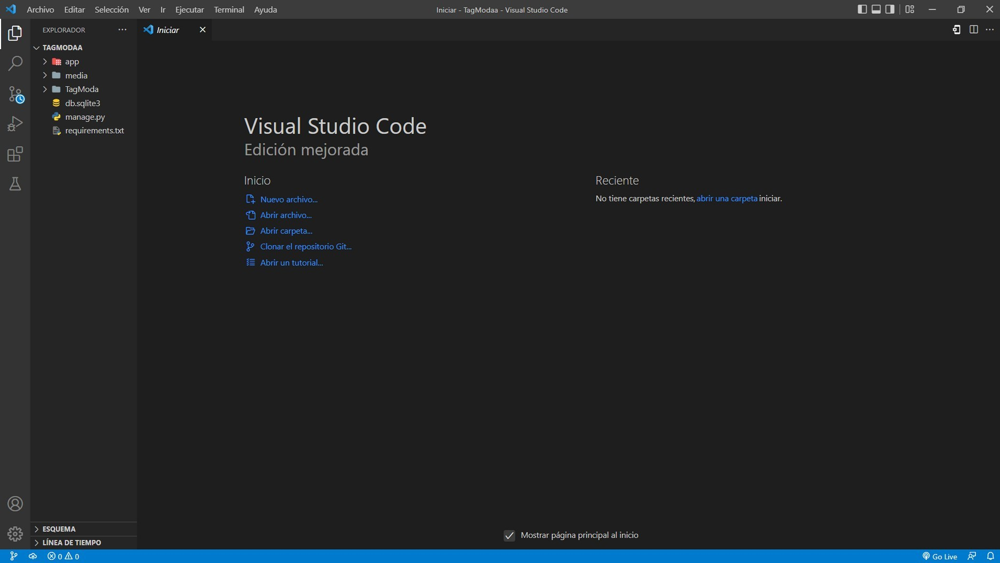 Archivo Editar Selección Ver Ir Ejecutar Terminal Ayuda
Iniciar - TagModaa - Visual Studio Code
EXPLORADOR
Iniciar
TAGMODAA
app
media
TagModa
db.sqlite3
manage.py
requirements.txt
Visual Studio Code
Edición mejorada
Inicio
Nuevo archivo...
Abrir archivo...
Abrir carpeta...
Clonar el repositorio Git...
Abrir un tutorial...
Reciente
No tiene carpetas recientes, abrir una carpeta iniciar.
Mostrar página principal al inicio
ESQUEMA
LÍNEA DE TIEMPO
0 0
Go Live